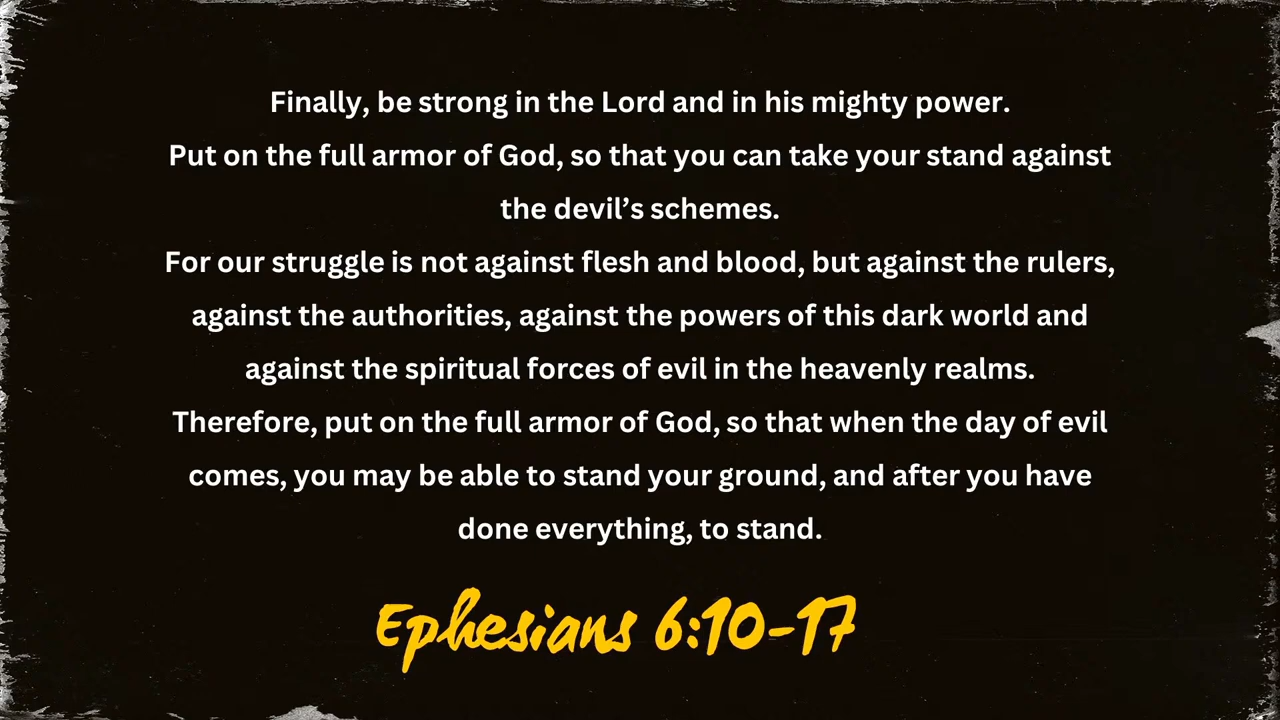 Finally, be strong in the Lord and in his mighty power.
Put on the full armor of God, so that you can take your stand against
the devil’s schemes.
For our struggle is not against flesh and blood, but against the rulers,
against the authorities, against the powers of this dark world and
against the spiritual forces of evil in the heavenly realms.
Therefore, put on the full armor of God, so that when the day of evil
comes, you may be able to stand your ground, and after you have
done everything, to stand.
Ephesians 6:10-17